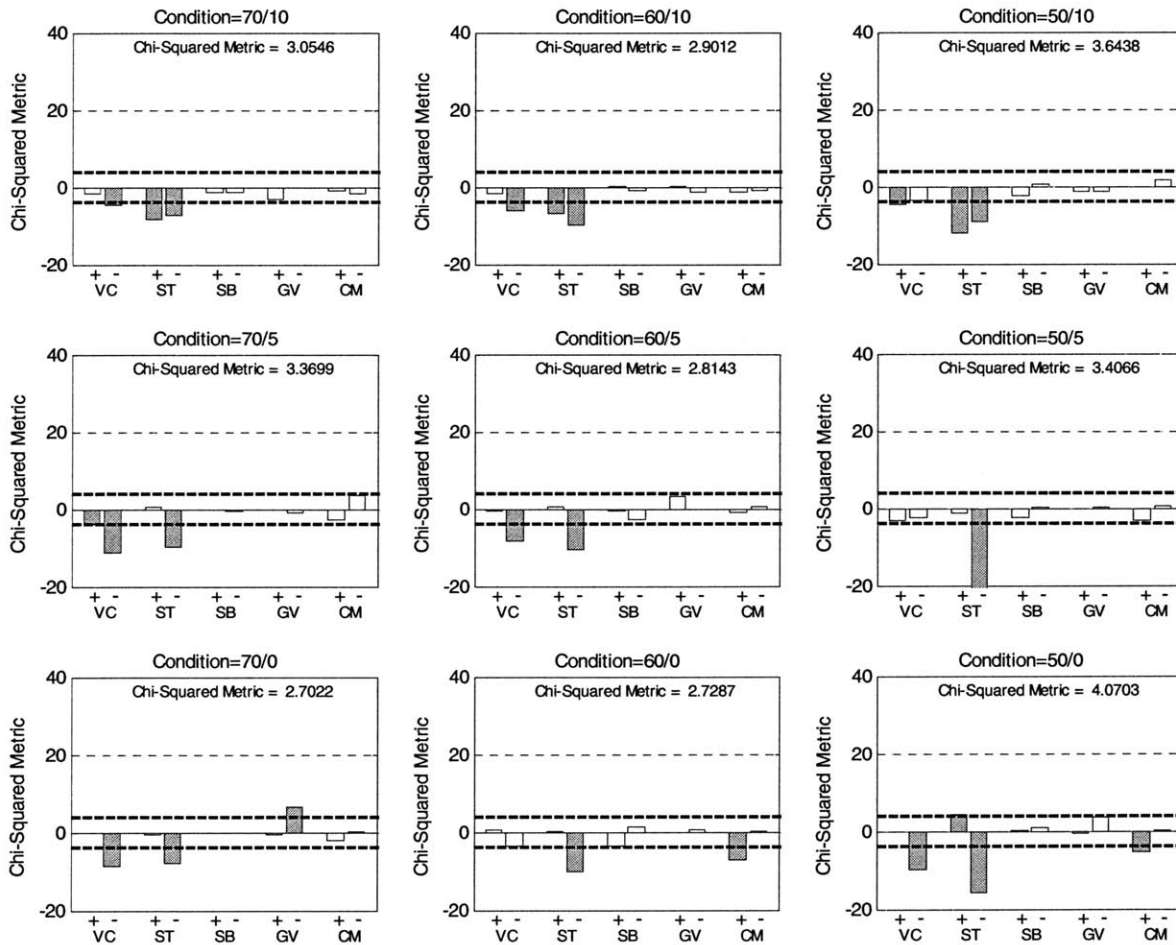 Condition=70/10
Chi-Squared Metric = 3.0546
Chi-Squared Metric
40
20
0
-20
+ - + - + - + - + -
VC ST SB GV CM
Condition=60/10
Chi-Squared Metric = 2.9012
Chi-Squared Metric
40
20
0
-20
+ - + - + - + - + -
VC ST SB GV CM
Condition=50/10
Chi-Squared Metric = 3.6438
Chi-Squared Metric
40
20
0
-20
+ - + - + - + - + -
VC ST SB GV CM
Condition=70/5
Chi-Squared Metric = 3.3699
Chi-Squared Metric
40
20
0
-20
+ - + - + - + - + -
VC ST SB GV CM
Condition=60/5
Chi-Squared Metric = 2.8143
Chi-Squared Metric
40
20
0
-20
+ - + - + - + - + -
VC ST SB GV CM
Condition=50/5
Chi-Squared Metric = 3.4066
Chi-Squared Metric
40
20
0
-20
+ - + - + - + - + -
VC ST SB GV CM
Condition=70/0
Chi-Squared Metric = 2.7022
Chi-Squared Metric
40
20
0
-20
+ - + - + - + - + -
VC ST SB GV CM
Condition=60/0
Chi-Squared Metric = 2.7287
Chi-Squared Metric
40
20
0
-20
+ - + - + - + - + -
VC ST SB GV CM
Condition=50/0
Chi-Squared Metric = 4.0703
Chi-Squared Metric
40
20
0
-20
+ - + - + - + - + -
VC ST SB GV CM